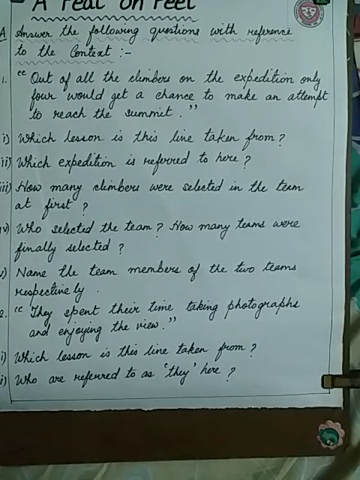 A Feat on Feet
A Answer the following questions with reference
to the Context :-
1. "Out of all the climbers on the expedition only
four would get a chance to make an attempt
to reach the summit."
i) Which lesson is this line taken from?
ii) Which expedition is referred to here?
iii) How many climbers were selected in the team
at first?
iv) Who selected the team? How many teams were
finally selected?
v) Name the team members of the two teams
respectively.
2. "They spent their time taking photographs
and enjoying the view."
i) Which lesson is this line taken from?
i) Who are referred to as 'they' here?